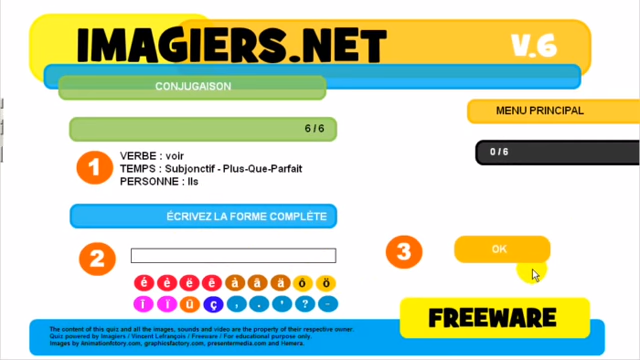 IMAGIERS.NET
V.6
CONJUGAISON
MENU PRINCIPAL
6 / 6
0 / 6
1
VERBE : voir
TEMPS : Subjonctif - Plus-Que-Parfait
PERSONNE : Ils
ÉCRIVEZ LA FORME COMPLÈTE
2
3
OK
é è ê ë à â ä ô ö
î ï û ç , . ' ? -
FREEWARE
The content of this quiz and all the images, sounds and video are the property of their respective owner.
Quiz powered by Imagiers / Vincent Lefrançois / Freeware / For educational purpose only.
Images by Animationfctory.com, graphicsfactory.com, presentermedia.com and Hemera.